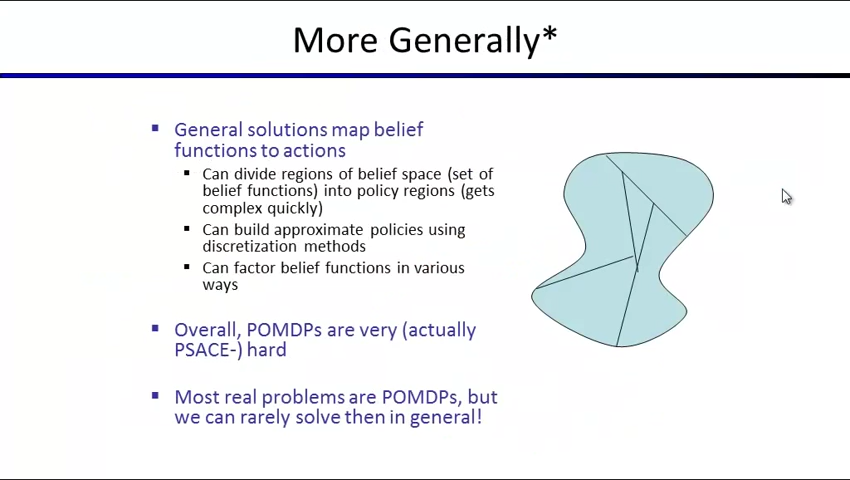 More Generally*
General solutions map belief
functions to actions
Can divide regions of belief space (set of
belief functions) into policy regions (gets
complex quickly)
Can build approximate policies using
discretization methods
Can factor belief functions in various
ways
Overall, POMDPs are very (actually
PSACE-) hard
Most real problems are POMDPs, but
we can rarely solve then in general!